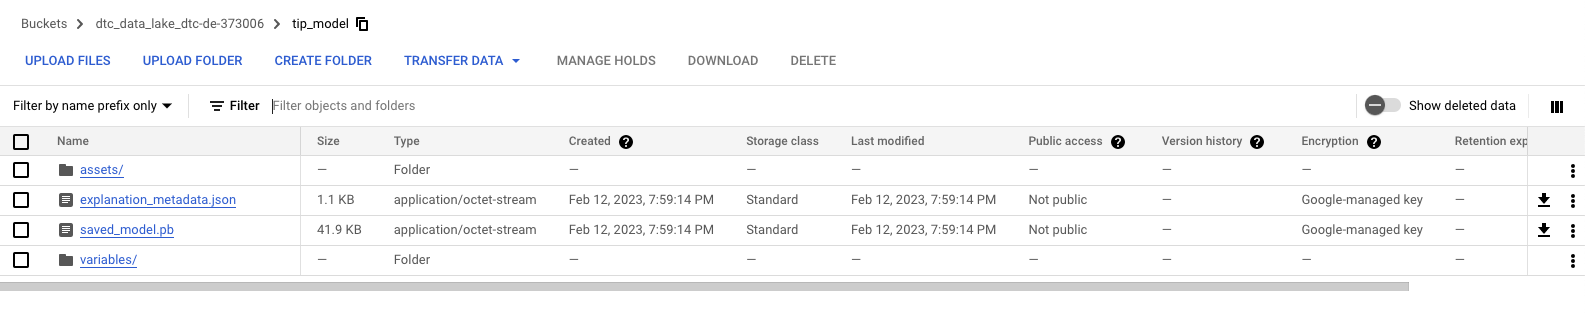 Buckets dtc_data_lake_dtc-de-373006 tip_model
UPLOAD FILES UPLOAD FOLDER CREATE FOLDER TRANSFER DATA MANAGE HOLDS DOWNLOAD DELETE
Filter by name prefix only Filter Filter objects and folders Show deleted data
Name Size Type Created Storage class Last modified Public access Version history Encryption Retention exp
assets/ — Folder — — — — — — —
explanation_metadata.json 1.1 KB application/octet-stream Feb 12, 2023, 7:59:14 PM Standard Feb 12, 2023, 7:59:14 PM Not public — Google-managed key —
saved_model.pb 41.9 KB application/octet-stream Feb 12, 2023, 7:59:14 PM Standard Feb 12, 2023, 7:59:14 PM Not public — Google-managed key —
variables/ — Folder — — — — — — —